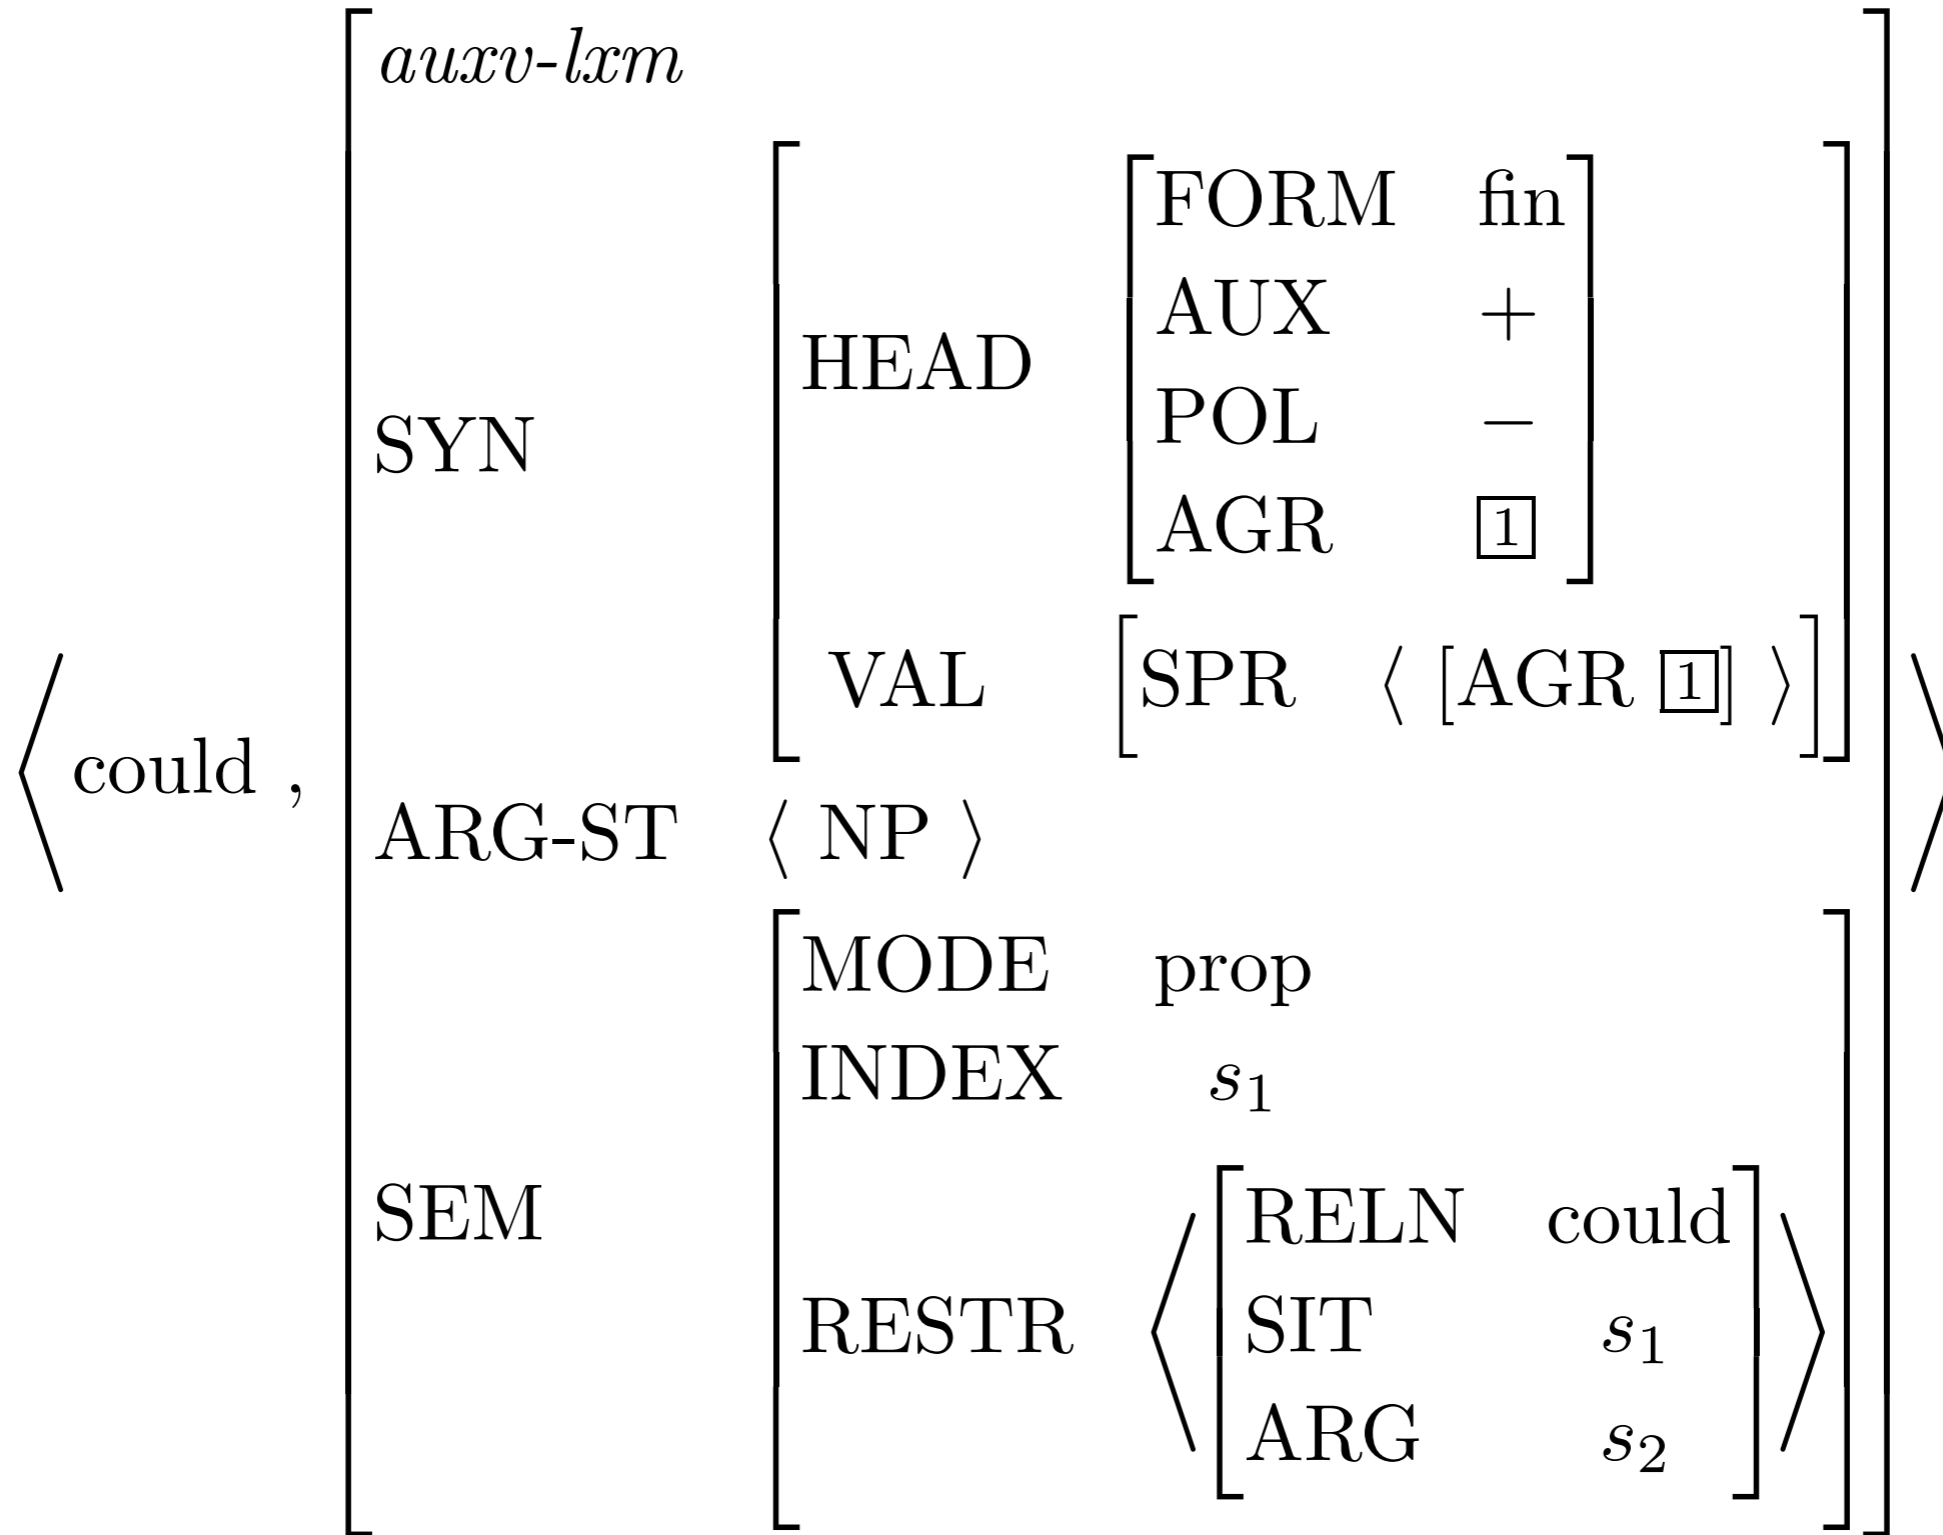 auxv-lxm
FORM fin
AUX +
HEAD
POL −
SYN
AGR 1
VAL [SPR ⟨ [AGR 1] ⟩]
⟨could ,
ARG-ST ⟨ NP ⟩
MODE prop
INDEX s₁
SEM
RELN could
RESTR ⟨ SIT s₁ ⟩
ARG s₂